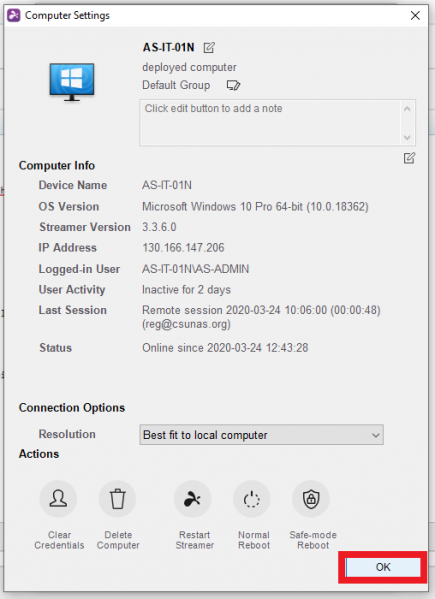 Computer Settings
AS-IT-01N
deployed computer
Default Group
Click edit button to add a note
Computer Info
Device Name AS-IT-01N
OS Version Microsoft Windows 10 Pro 64-bit (10.0.18362)
Streamer Version 3.3.6.0
IP Address 130.166.147.206
Logged-in User AS-IT-01N\AS-ADMIN
User Activity Inactive for 2 days
Last Session Remote session 2020-03-24 10:06:00 (00:00:48)
(reg@csunas.org)
Status Online since 2020-03-24 12:43:28
Connection Options
Resolution Best fit to local computer
Actions
Clear Delete Restart Normal Safe-mode
Credentials Computer Streamer Reboot Reboot
OK